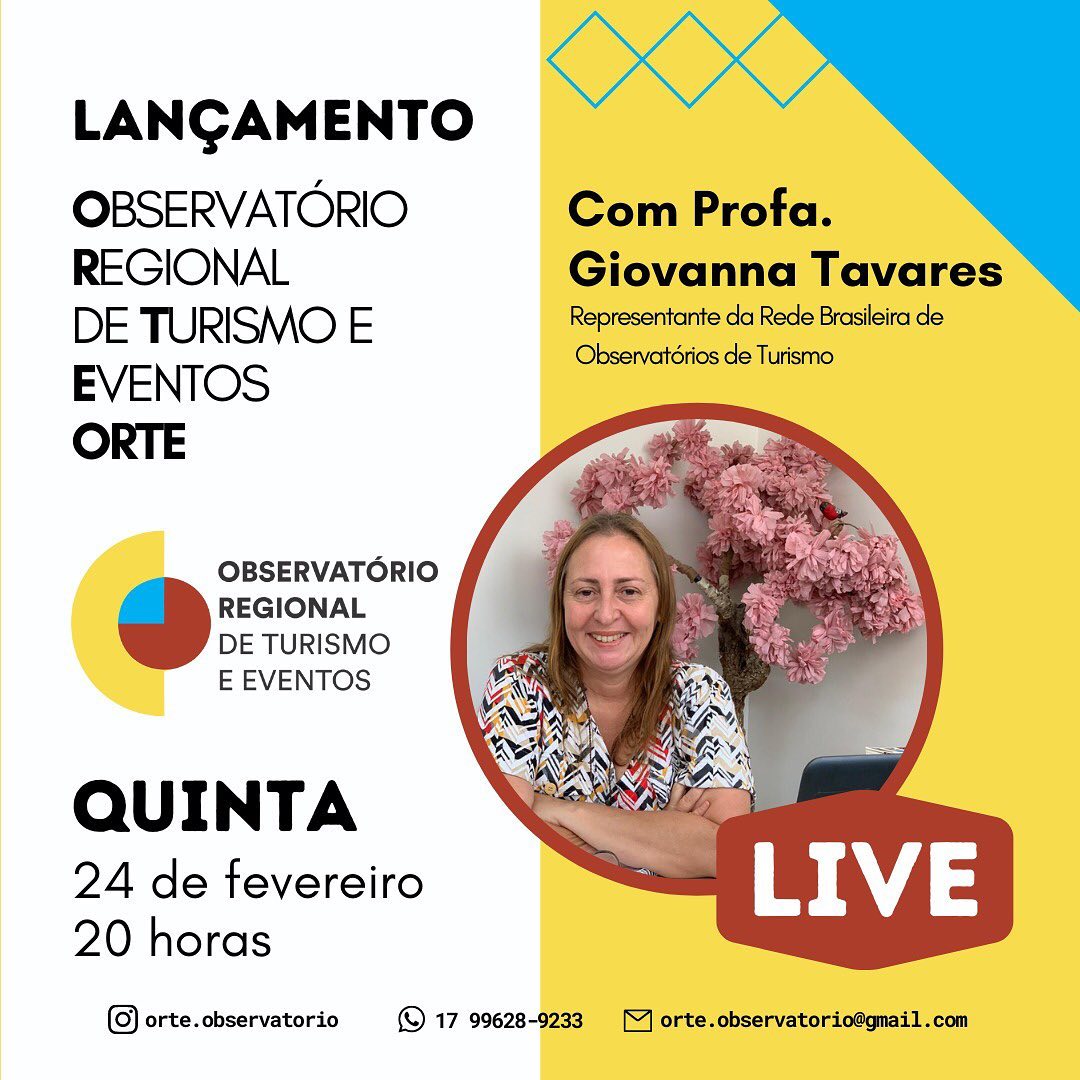 LANÇAMENTO
OBSERVATÓRIO
REGIONAL
DE TURISMO E
EVENTOS
ORTE
Com Profa.
Giovanna Tavares
Representante da Rede Brasileira de
Observatórios de Turismo
OBSERVATÓRIO
REGIONAL
DE TURISMO
E EVENTOS
QUINTA
24 de fevereiro
20 horas
LIVE
orte.observatorio
17 99628-9233
orte.observatorio@gmail.com